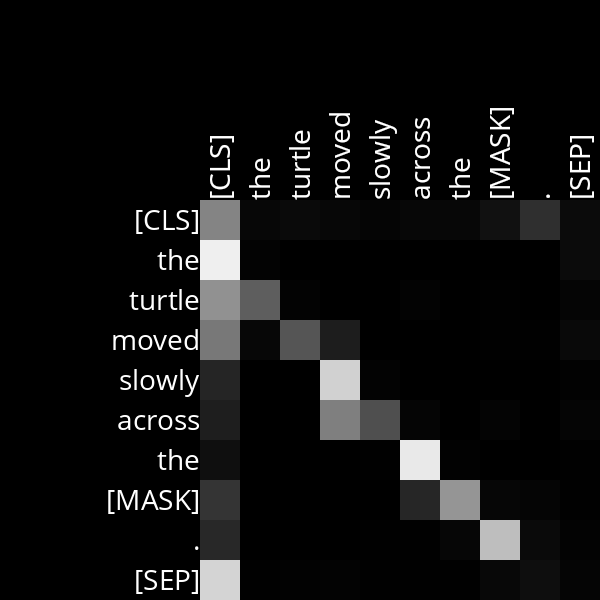 [CLS]
the
turtle
moved
slowly
across
the
[MASK]
.
[SEP]
[CLS]
the
turtle
moved
slowly
across
the
[MASK]
.
[SEP]